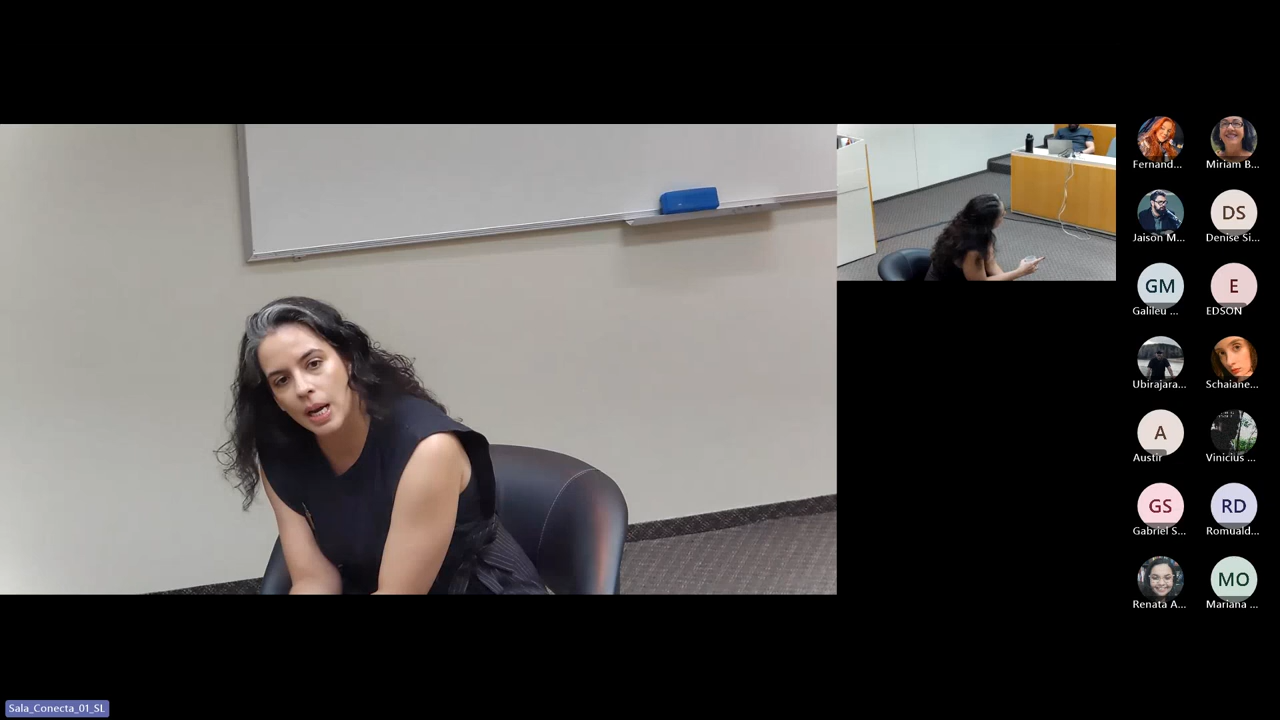 Fernand...
Miriam B...
Jaison M...
DS
Denise Si...
GM
Galileu ...
E
EDSON
Ubirajara...
Schaiane...
A
Austir
Vinicius ...
GS
Gabriel S...
RD
Romuald...
Renata A...
MO
Mariana ...
Sala_Conecta_01_SL